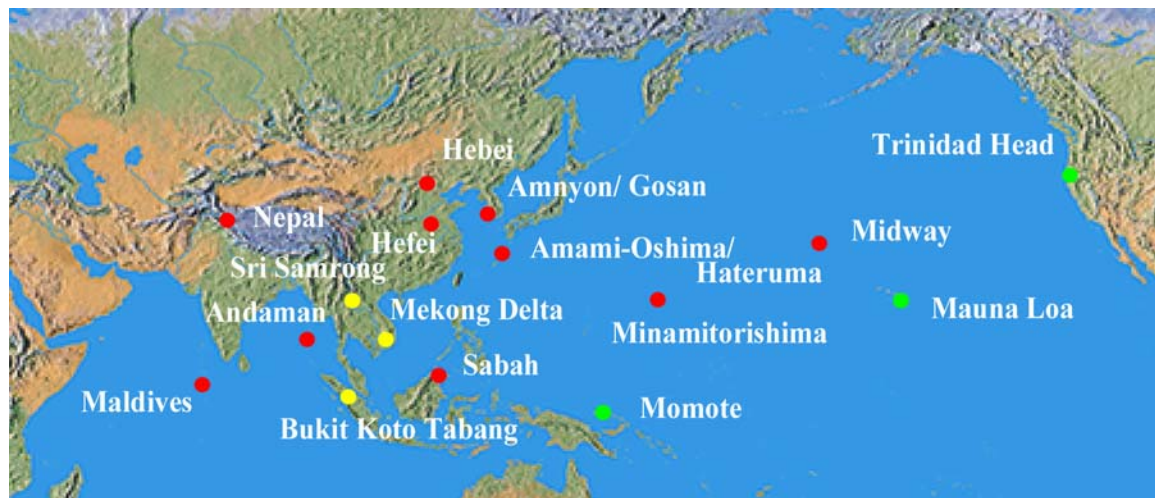 Trinidad Head
Hebei
Amnyon/ Gosan
Nepal
Hefei
Amami-Oshima/
Hateruma
Midway
Sri Samrong
Andaman
Mekong Delta
Minamitorishima
Mauna Loa
Sabah
Maldives
Momote
Bukit Koto Tabang